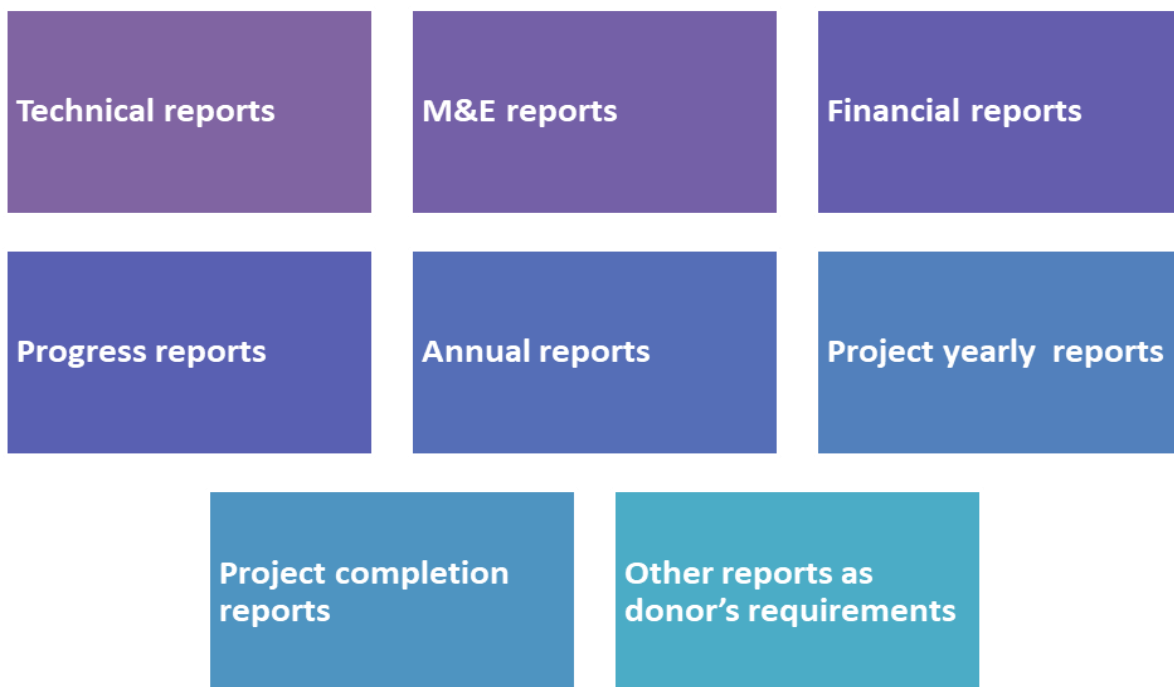 Technical reports
M&E reports
Financial reports
Progress reports
Annual reports
Project yearly  reports
Project completion
reports
Other reports as
donor’s requirements